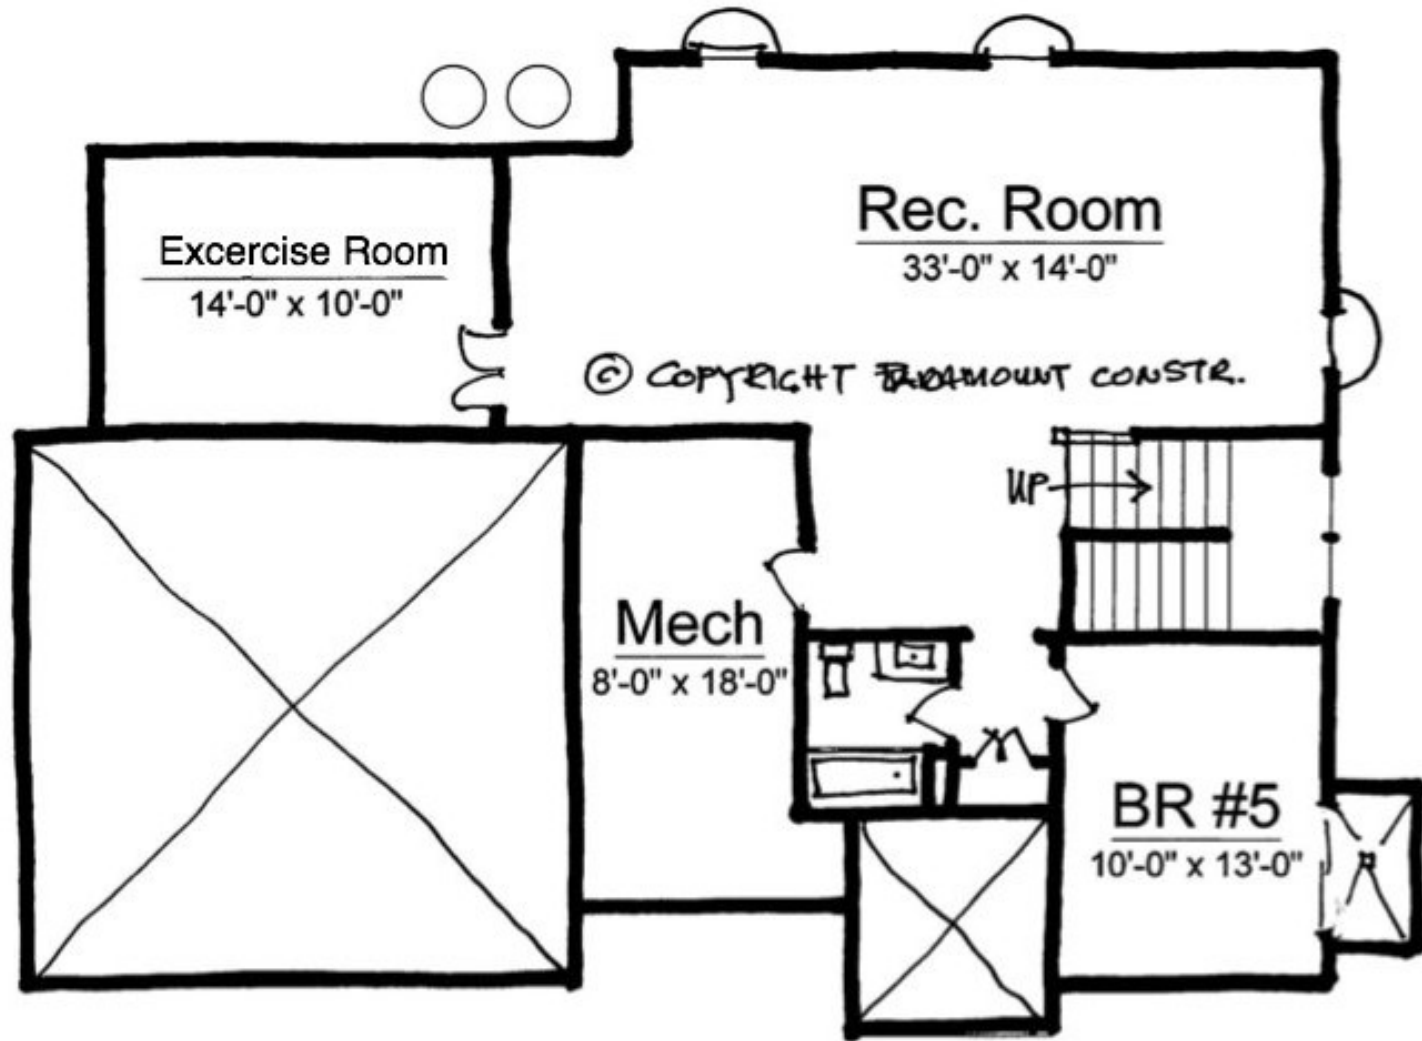 Rec. Room
33'-0" x 14'-0"
Excercise Room
14'-0" x 10'-0"
© COPYRIGHT PARAMOUNT CONSTR.
UP
Mech
8'-0" x 18'-0"
BR #5
10'-0" x 13'-0"